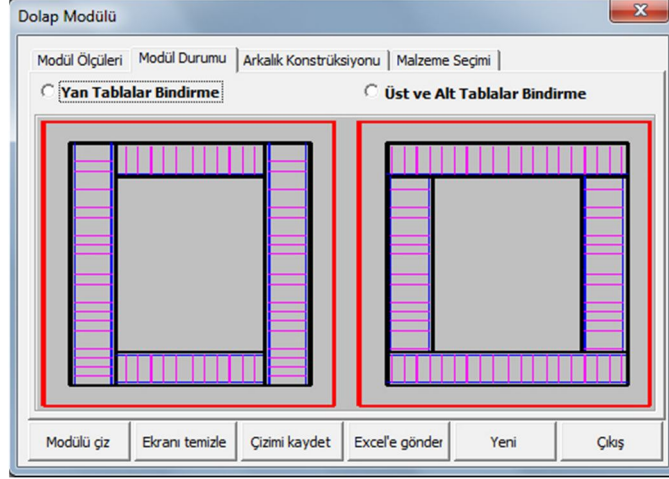 Dolap Modülü
Modül Ölçüleri Modül Durumu Arkalık Konstrüksiyonu Malzeme Seçimi
Yan Tablalar Bindirme Üst ve Alt Tablalar Bindirme
Modülü çiz Ekranı temizle Çizimi kaydet Excel'e gönder Yeni Çıkış